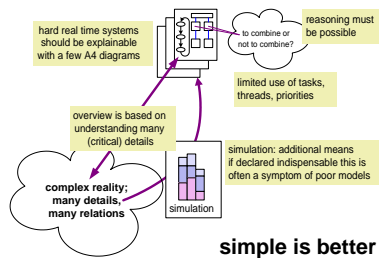 hard real time systems
should be explainable
with a few A4 diagrams
to combine or
not to combine?
reasoning must
be possible
limited use of tasks,
threads, priorities
overview is based on
understanding many
(critical) details
simulation: additional means
if declared indispensable this is
often a symptom of poor models
simulation
complex reality;
many details,
many relations
simple is better